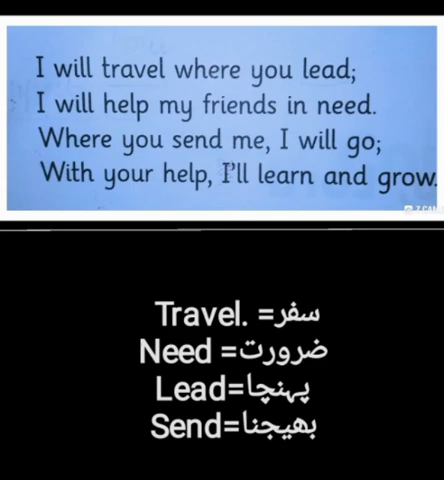 I will travel where you lead;
I will help my friends in need.
Where you send me, I will go;
With your help, I'll learn and grow.
Travel. =سفر
Need =ضرورت
Lead=پہنچا
Send=بھیجنا